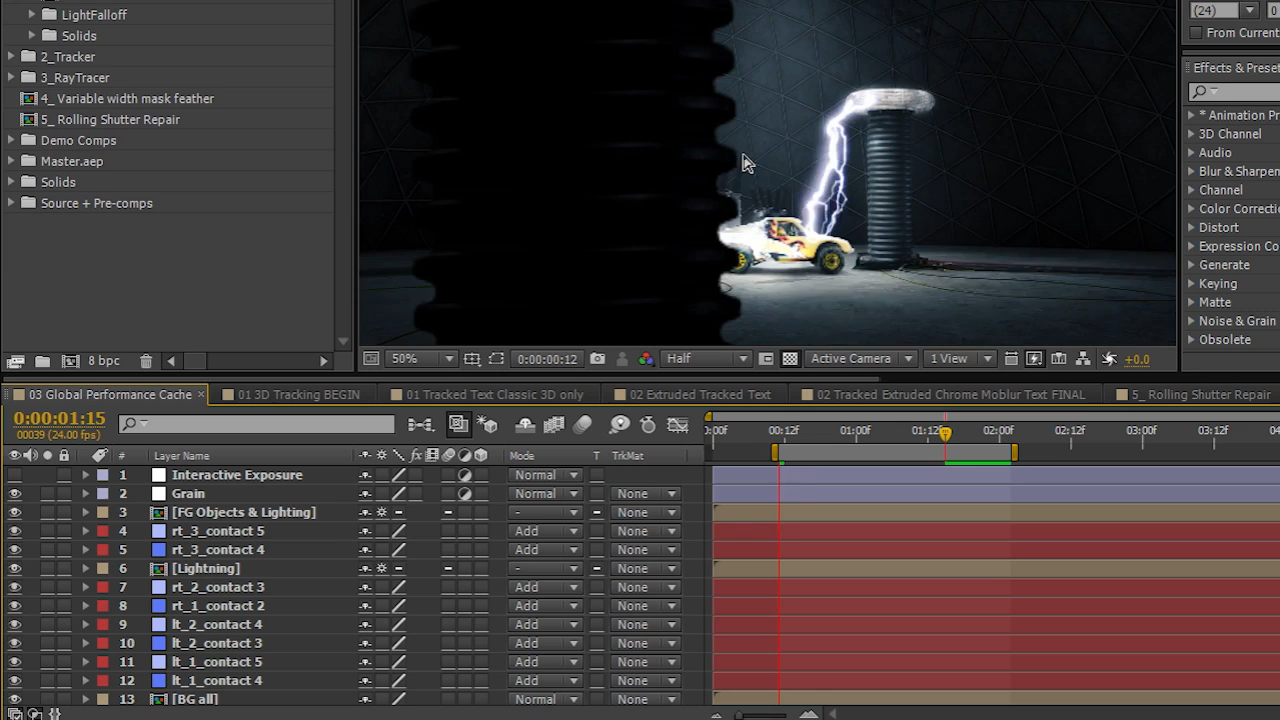 LightFalloff
Solids
2_Tracker
3_RayTracer
4_ Variable width mask feather
5_ Rolling Shutter Repair
Demo Comps
Master.aep
Solids
Source + Pre-comps
8 bpc
50%
0:00:00:12
Half
Active Camera
1 View
+0.0
(24)
0
From Current
Effects & Prese
* Animation Pr
3D Channel
Audio
Blur & Sharpen
Channel
Color Correctio
Distort
Expression Co
Generate
Keying
Matte
Noise & Grain
Obsolete
03 Global Performance Cache × 01 3D Tracking BEGIN 01 Tracked Text Classic 3D only 02 Extruded Tracked Text 02 Tracked Extruded Chrome Moblur Text FINAL 5_ Rolling Shutter Repair
0:00:01:15
00039 (24.00 fps)
0:00f 00:12f 01:00f 01:12f 02:00f 02:12f 03:00f 03:12f 04
# Layer Name fx Mode T TrkMat
1 Interactive Exposure Normal
2 Grain Normal None
3 [FG Objects & Lighting] - None
4 rt_3_contact 5 Add None
5 rt_3_contact 4 Add None
6 [Lightning] - None
7 rt_2_contact 3 Add None
8 rt_1_contact 2 Add None
9 lt_2_contact 4 Add None
10 lt_2_contact 3 Add None
11 lt_1_contact 5 Add None
12 lt_1_contact 4 Add None
13 [BG all] Normal None